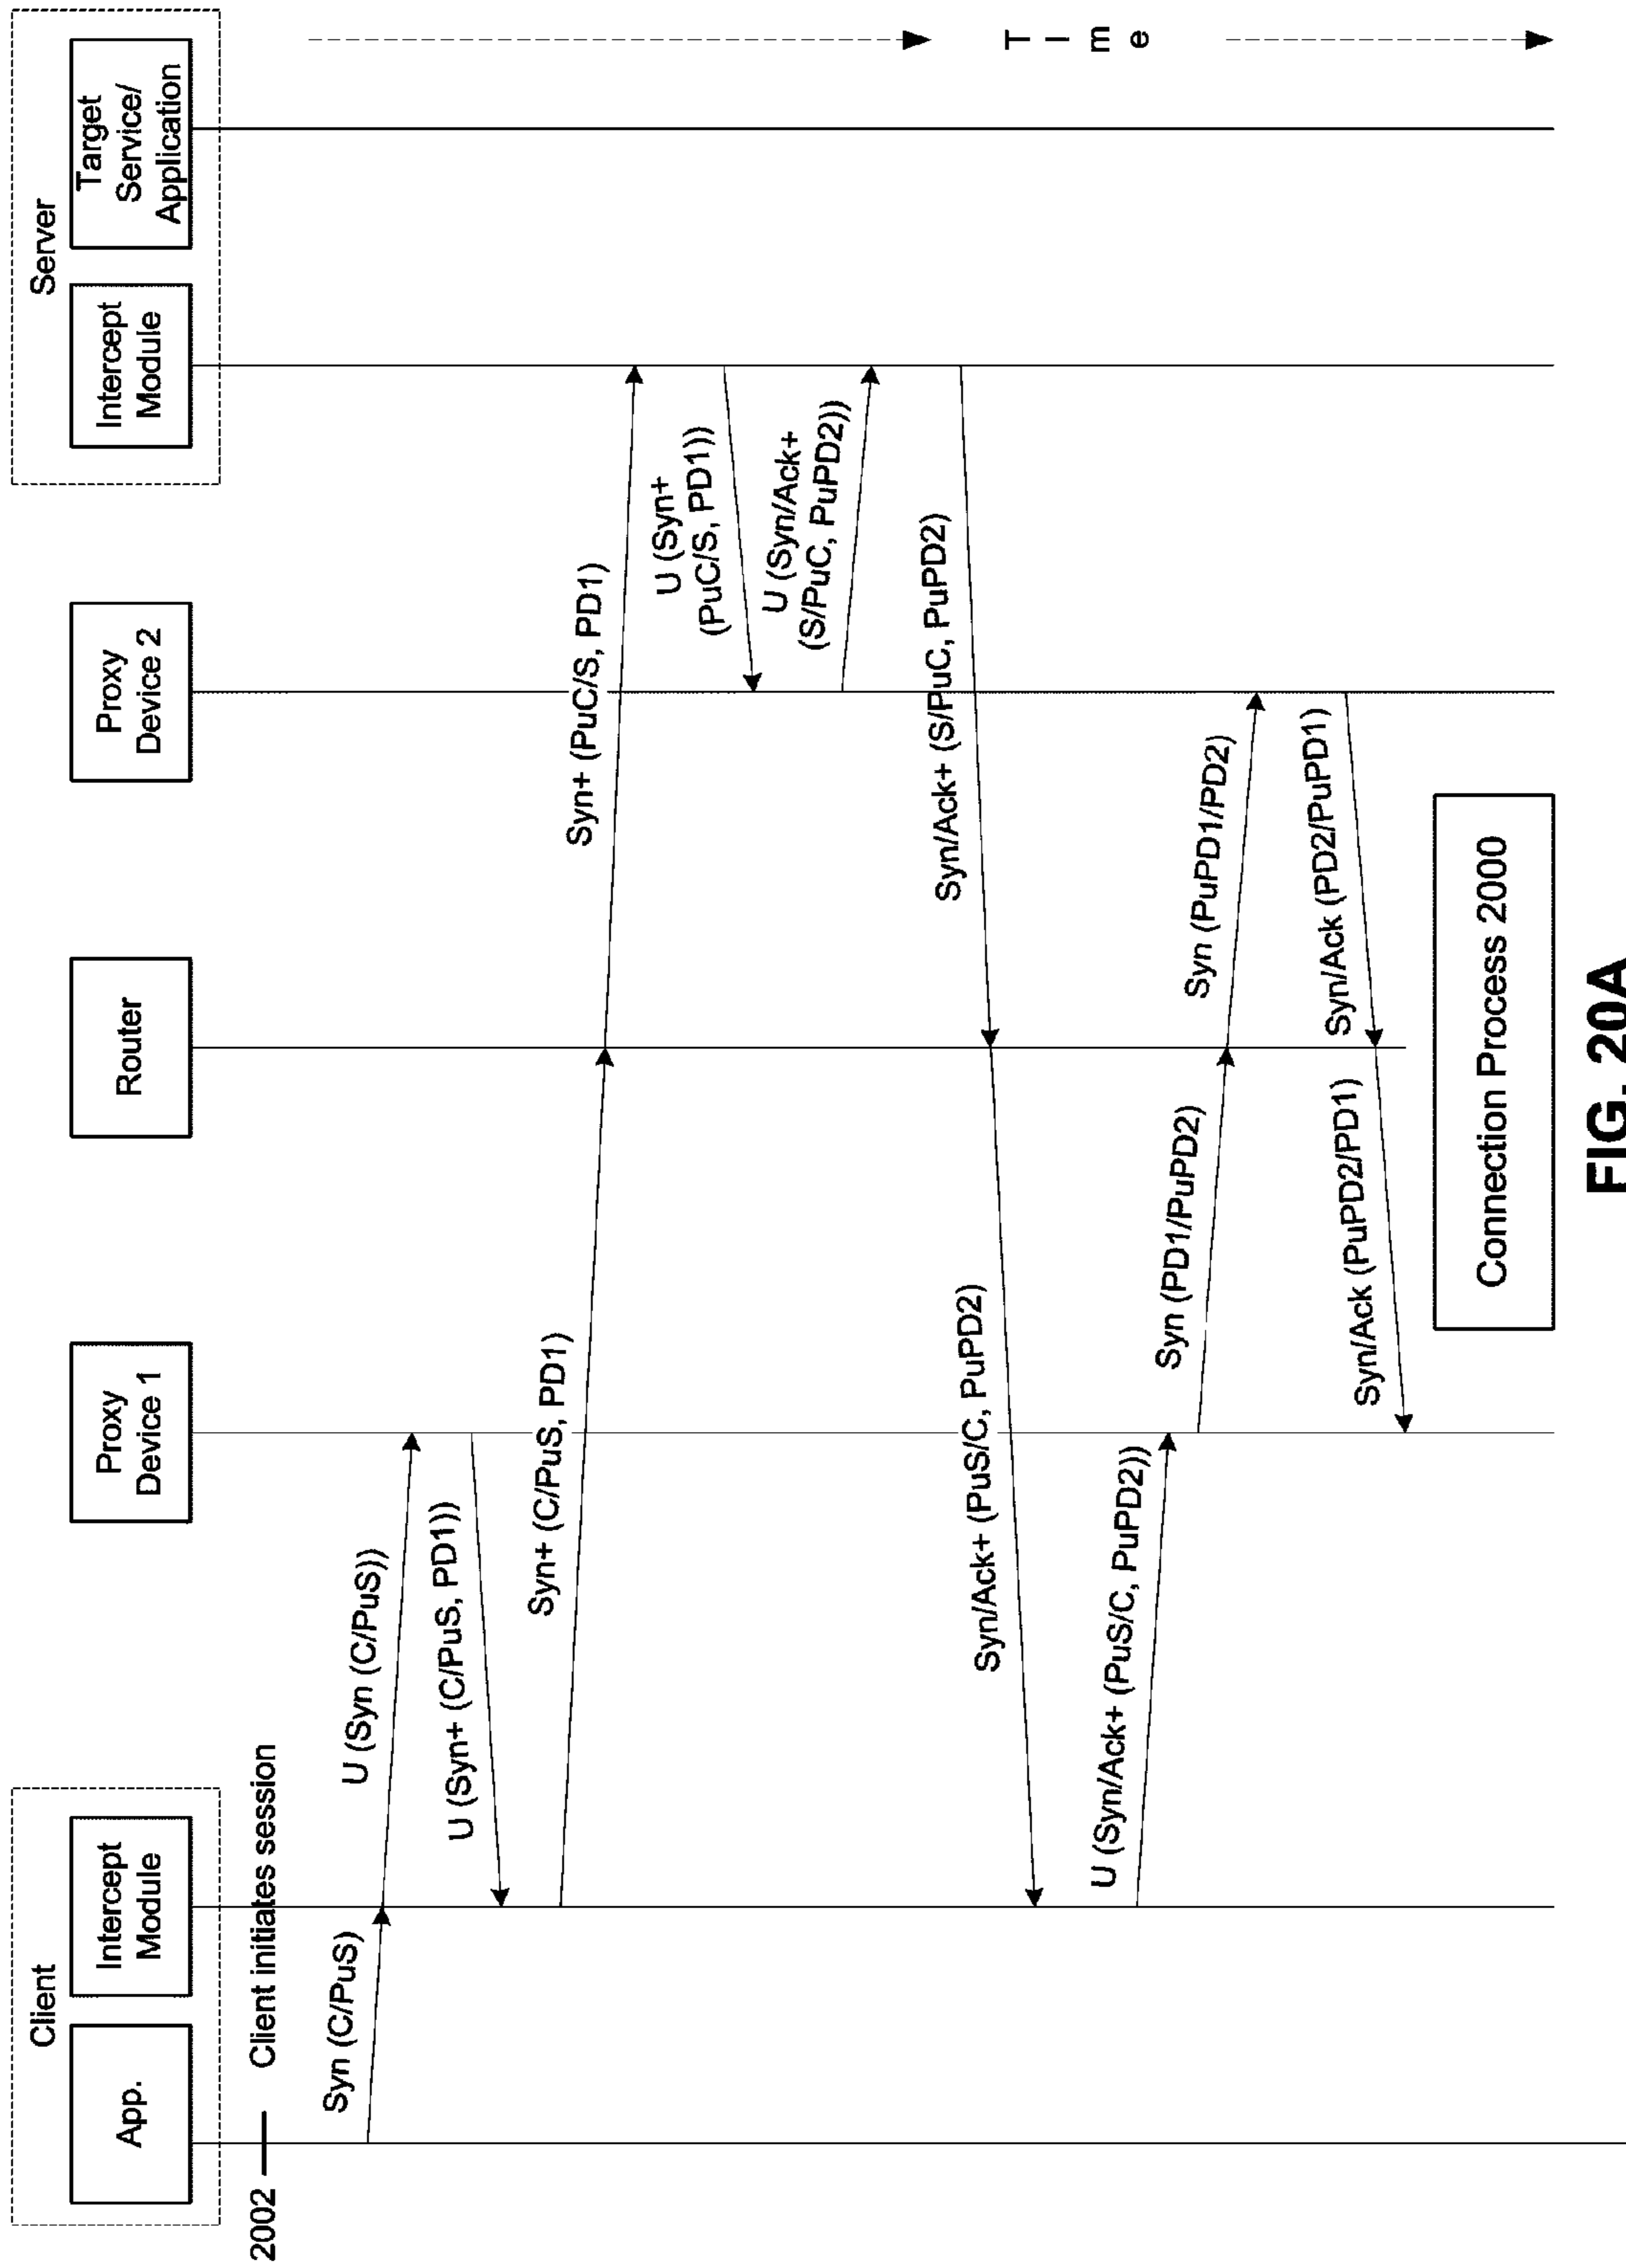 Client
Server
App.
Intercept
Module
Proxy
Device 1
Router
Proxy
Device 2
Intercept
Module
Target
Service/
Application
2002
Client initiates session
Syn (C/PuS)
U (Syn (C/PuS))
U (Syn+ (C/PuS, PD1))
Syn+ (C/PuS, PD1)
Syn+ (PuC/S, PD1)
U (Syn+
(PuC/S, PD1))
U (Syn/Ack+
(S/PuC, PuPD2))
Syn/Ack+ (S/PuC, PuPD2)
Syn/Ack+ (PuS/C, PuPD2)
U (Syn/Ack+ (PuS/C, PuPD2))
Syn (PD1/PuPD2)
Syn (PuPD1/PD2)
Syn/Ack (PD2/PuPD1)
Syn/Ack (PuPD2/PD1)
T
I
m
e
Connection Process 2000
FIG. 20A